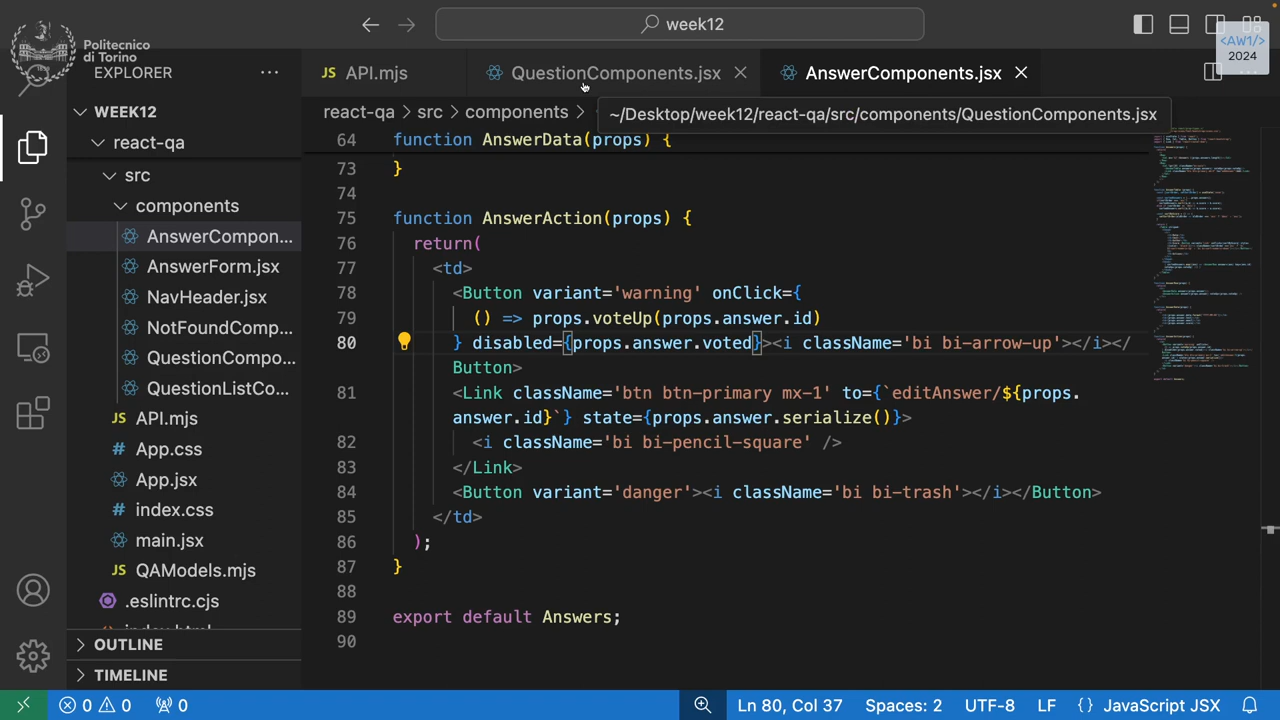 week12
Politecnico
di Torino
<AW1/>
2024
EXPLORER
API.mjs
QuestionComponents.jsx
AnswerComponents.jsx
WEEK12
react-qa
src
components
AnswerCompon...
AnswerForm.jsx
NavHeader.jsx
NotFoundComp...
QuestionCompo...
QuestionListCo...
API.mjs
App.css
App.jsx
index.css
main.jsx
QAModels.mjs
.eslintrc.cjs
OUTLINE
TIMELINE
react-qa > src > components >
~/Desktop/week12/react-qa/src/components/QuestionComponents.jsx
64 function AnswerData(props) {
73 }
74
75 function AnswerAction(props) {
76 return(
77 <td>
78 <Button variant='warning' onClick={
79 () => props.voteUp(props.answer.id)
80 } disabled={props.answer.voted}><i className='bi bi-arrow-up'></i></
Button>
81 <Link className='btn btn-primary mx-1' to={`editAnswer/${props.
answer.id}`} state={props.answer.serialize()}>
82 <i className='bi bi-pencil-square' />
83 </Link>
84 <Button variant='danger'><i className='bi bi-trash'></i></Button>
85 </td>
86 );
87 }
88
89 export default Answers;
90
0 0 0 Ln 80, Col 37 Spaces: 2 UTF-8 LF {} JavaScript JSX